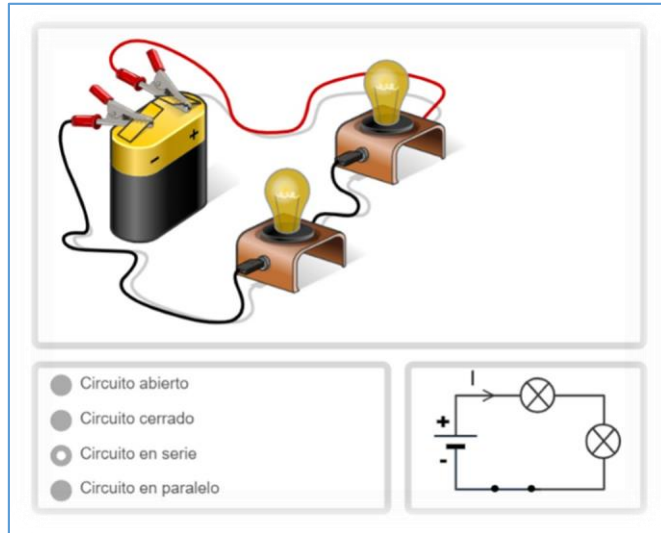 +
-
Circuito abierto
Circuito cerrado
Circuito en serie
Circuito en paralelo
I
+
-